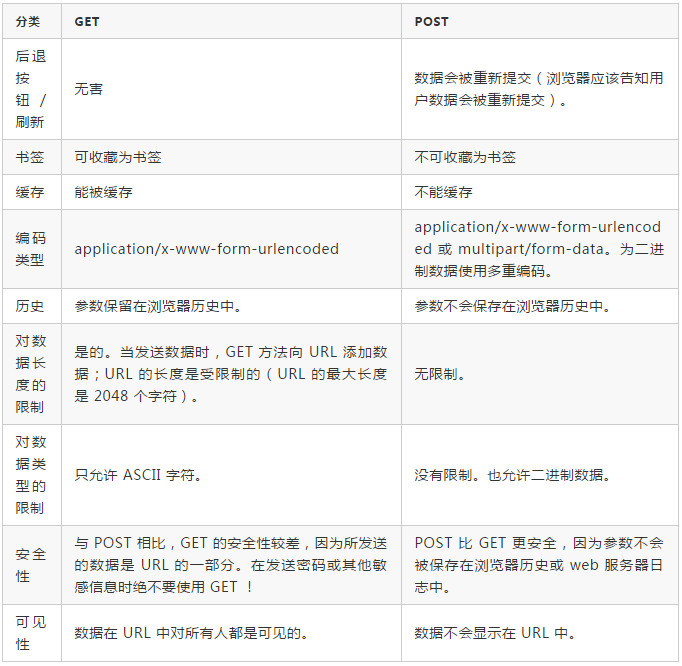 分类 GET POST
后退
按
钮 /
刷新
无害
数据会被重新提交（浏览器应该告知用
户数据会被重新提交）。
书签 可收藏为书签 不可收藏为书签
缓存 能被缓存 不能缓存
编码
类型
application/x-www-form-urlencoded
application/x-www-form-urlencod
ed 或 multipart/form-data。为二进
制数据使用多重编码。
历史 参数保留在浏览器历史中。 参数不会保存在浏览器历史中。
对数
据长
度的
限制
是的。当发送数据时，GET 方法向 URL 添加数
据；URL 的长度是受限制的（URL 的最大长度
是 2048 个字符）。
无限制。
对数
据类
型的
限制
只允许 ASCII 字符。
没有限制。也允许二进制数据。
安全
性
与 POST 相比，GET 的安全性较差，因为所发送
的数据是 URL 的一部分。在发送密码或其他敏
感信息时绝不要使用 GET ！
POST 比 GET 更安全，因为参数不会
被保存在浏览器历史或 web 服务器日
志中。
可见
性
数据在 URL 中对所有人都是可见的。
数据不会显示在 URL 中。